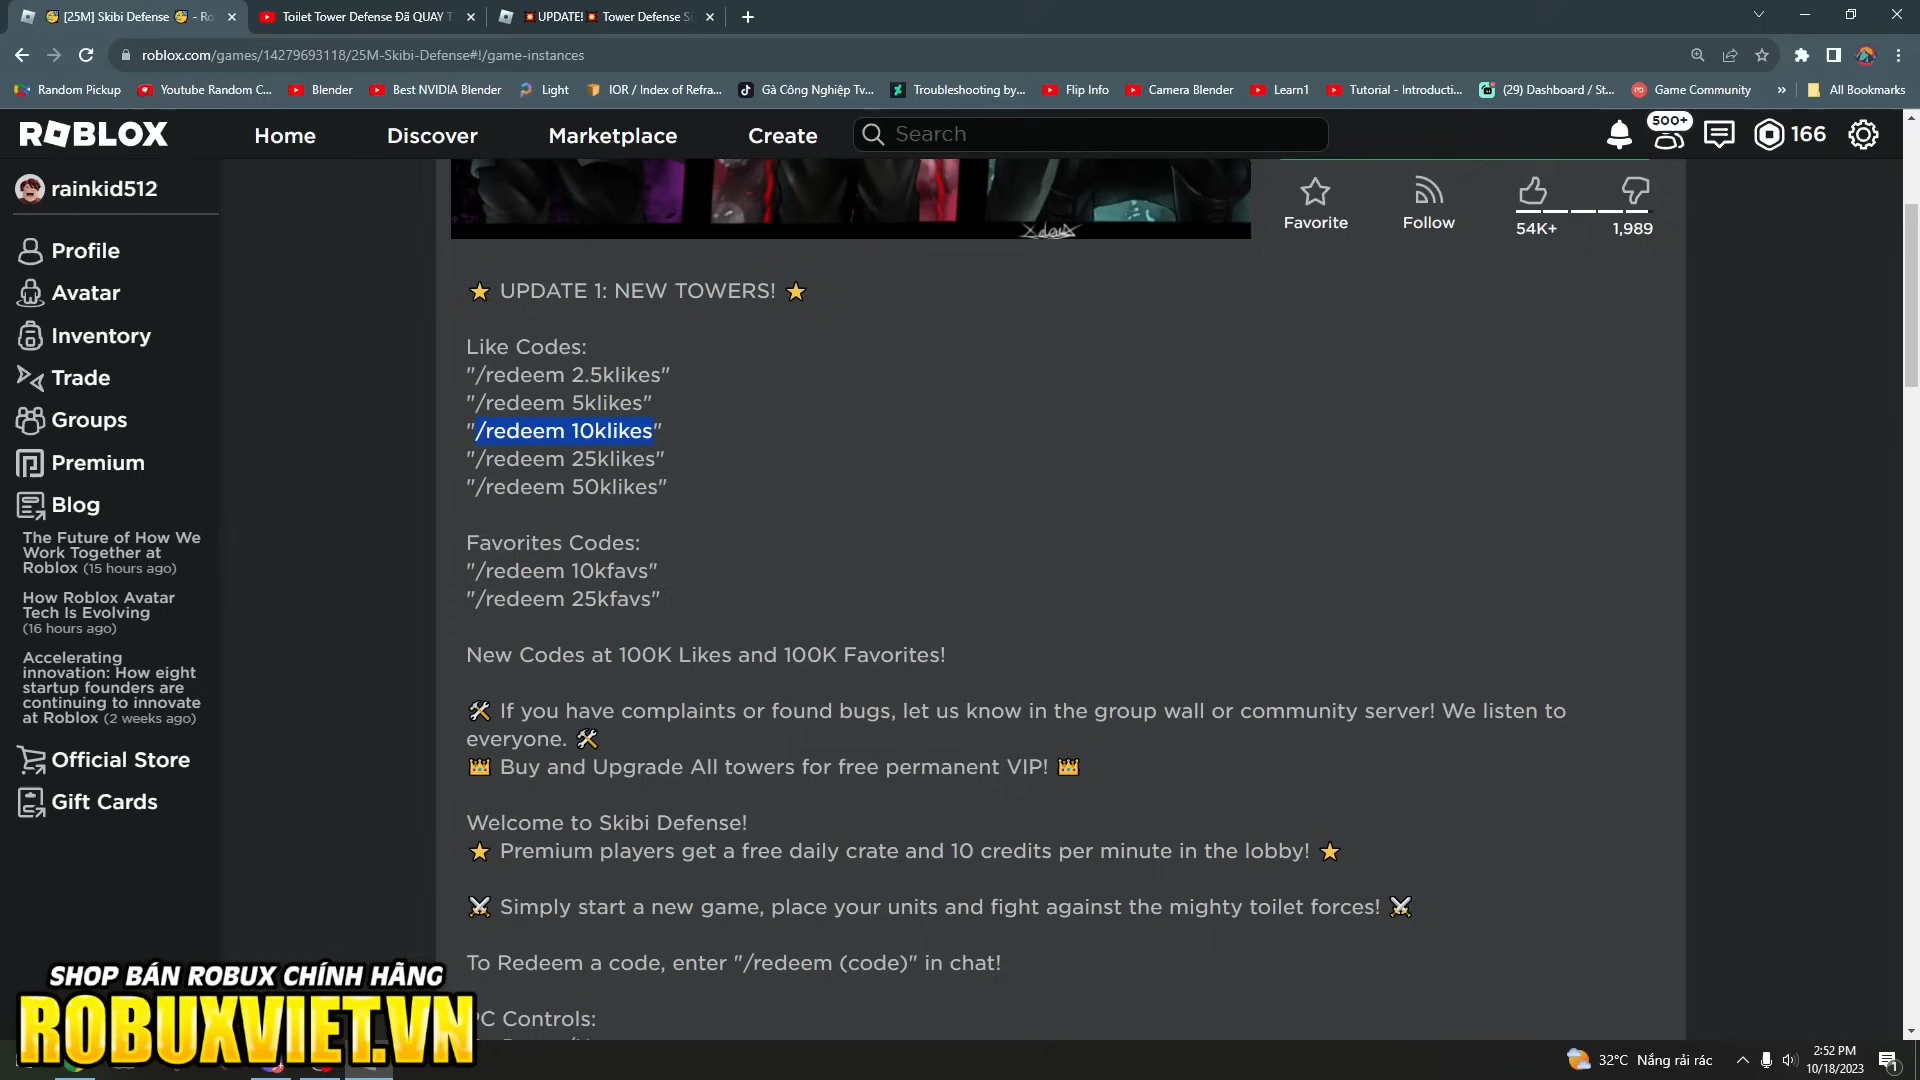 [25M] Skibi Defense - Ro
Toilet Tower Defense Đã QUAY T
UPDATE! Tower Defense Si
roblox.com/games/14279693118/25M-Skibi-Defense#!/game-instances
Random Pickup
Youtube Random C...
Blender
Best NVIDIA Blender
Light
IOR / Index of Refra...
Gà Công Nghiệp Tv...
Troubleshooting by...
Flip Info
Camera Blender
Learn1
Tutorial - Introducti...
(29) Dashboard / St...
Game Community
»
All Bookmarks
ROBLOX
Home
Discover
Marketplace
Create
Search
500+
166
rainkid512
Profile
Avatar
Inventory
Trade
Groups
Premium
Blog
The Future of How We
Work Together at
Roblox (15 hours ago)
How Roblox Avatar
Tech Is Evolving
(16 hours ago)
Accelerating
innovation: How eight
startup founders are
continuing to innovate
at Roblox (2 weeks ago)
Official Store
Gift Cards
Favorite
Follow
54K+
1,989
UPDATE 1: NEW TOWERS!
Like Codes:
"/redeem 2.5klikes"
"/redeem 5klikes"
"/redeem 10klikes"
"/redeem 25klikes"
"/redeem 50klikes"
Favorites Codes:
"/redeem 10kfavs"
"/redeem 25kfavs"
New Codes at 100K Likes and 100K Favorites!
If you have complaints or found bugs, let us know in the group wall or community server! We listen to
everyone.
Buy and Upgrade All towers for free permanent VIP!
Welcome to Skibi Defense!
Premium players get a free daily crate and 10 credits per minute in the lobby!
Simply start a new game, place your units and fight against the mighty toilet forces!
To Redeem a code, enter "/redeem (code)" in chat!
PC Controls:
SHOP BÁN ROBUX CHÍNH HÃNG
ROBUXVIET.VN
32°C Nắng rải rác
2:52 PM
10/18/2023
1